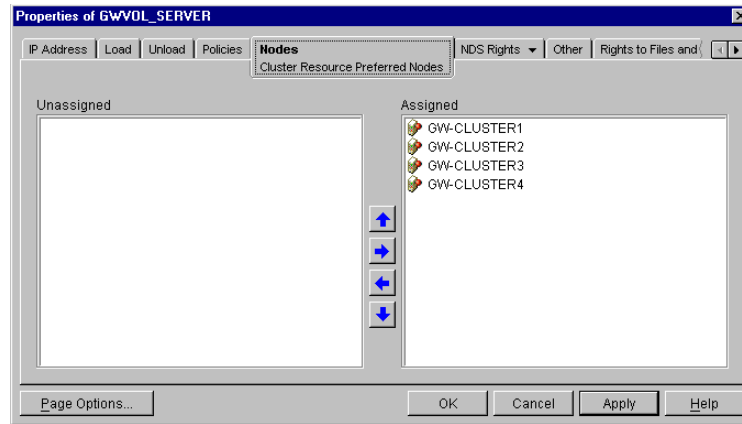 Properties of GWVOL_SERVER
IP Address Load Unload Policies Nodes NDS Rights Other Rights to Files and
Cluster Resource Preferred Nodes
Unassigned Assigned
GW-CLUSTER1
GW-CLUSTER2
GW-CLUSTER3
GW-CLUSTER4
Page Options... OK Cancel Apply Help